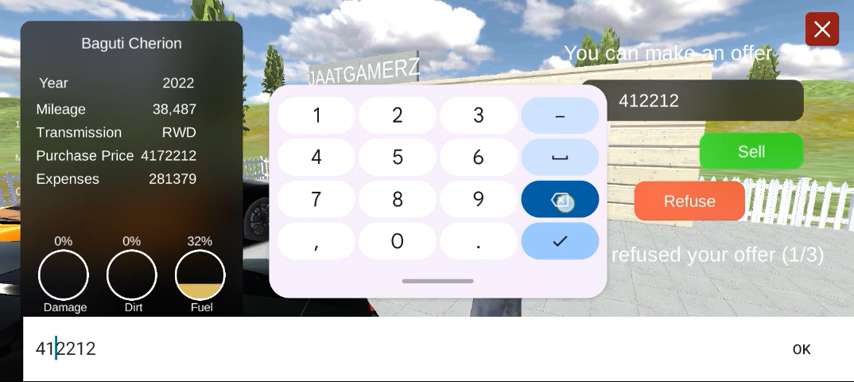 Baguti Cherion
Year 2022
Mileage 38,487
Transmission RWD
Purchase Price 4172212
Expenses 281379
0% 0% 32%
Damage Dirt Fuel
JAATGAMERZ
You can make an offer
412212
Sell
Refuse
refused your offer (1/3)
1 2 3 –
4 5 6
7 8 9
, 0 .
412212
OK